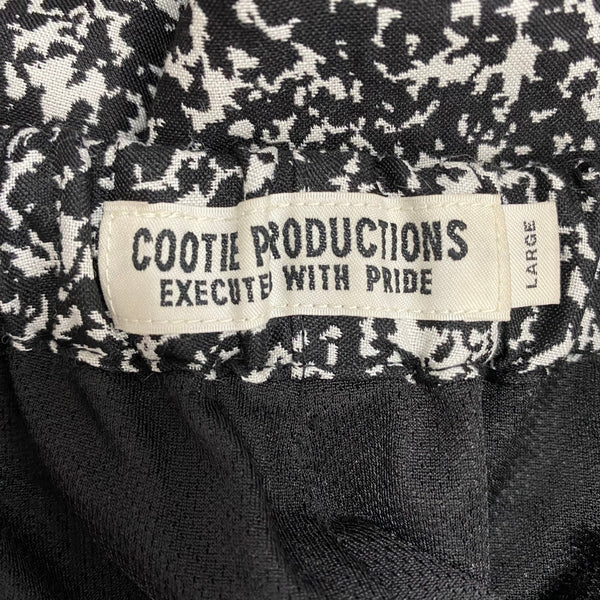 COOTIE PRODUCTIONS
EXECUTED WITH PRIDE
LARGE